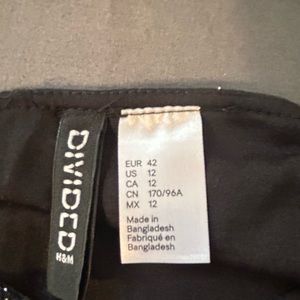 DIVIDED
H&M
EUR 42
US 12
CA 12
CN 170/96A
MX 12
Made in
Bangladesh
Fabriqué en
Bangladesh